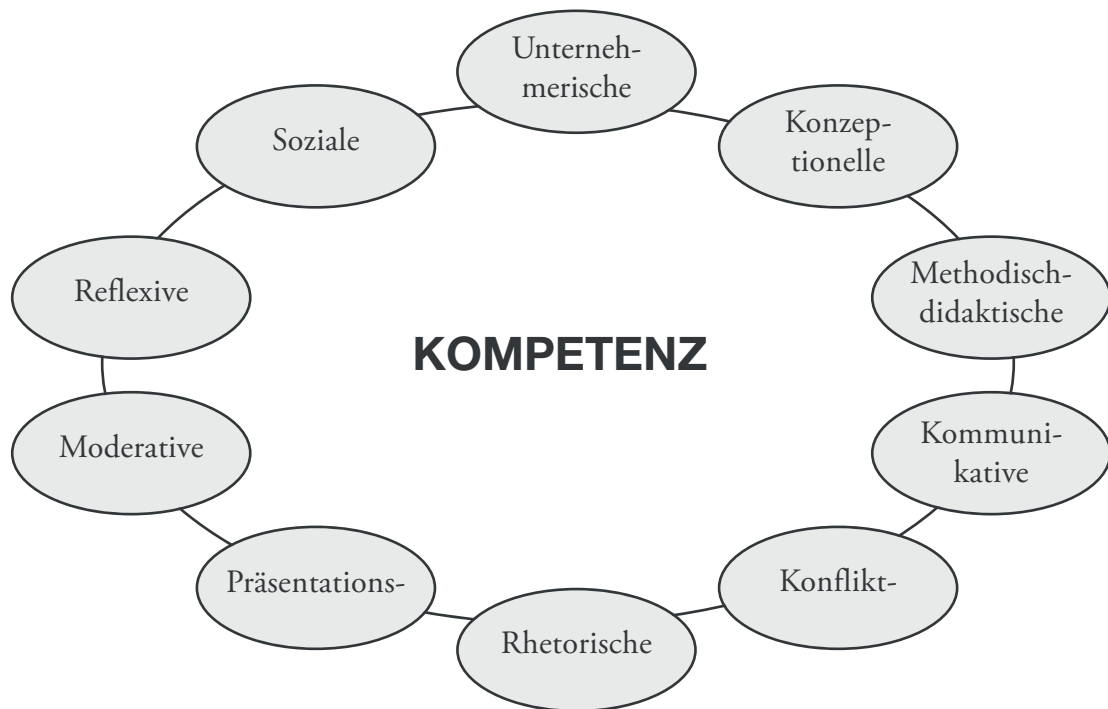 Unterneh-
merische
Konzep-
tionelle
Methodisch-
didaktische
Kommuni-
kative
Konflikt-
Rhetorische
Präsentations-
Moderative
Reflexive
Soziale
KOMPETENZ